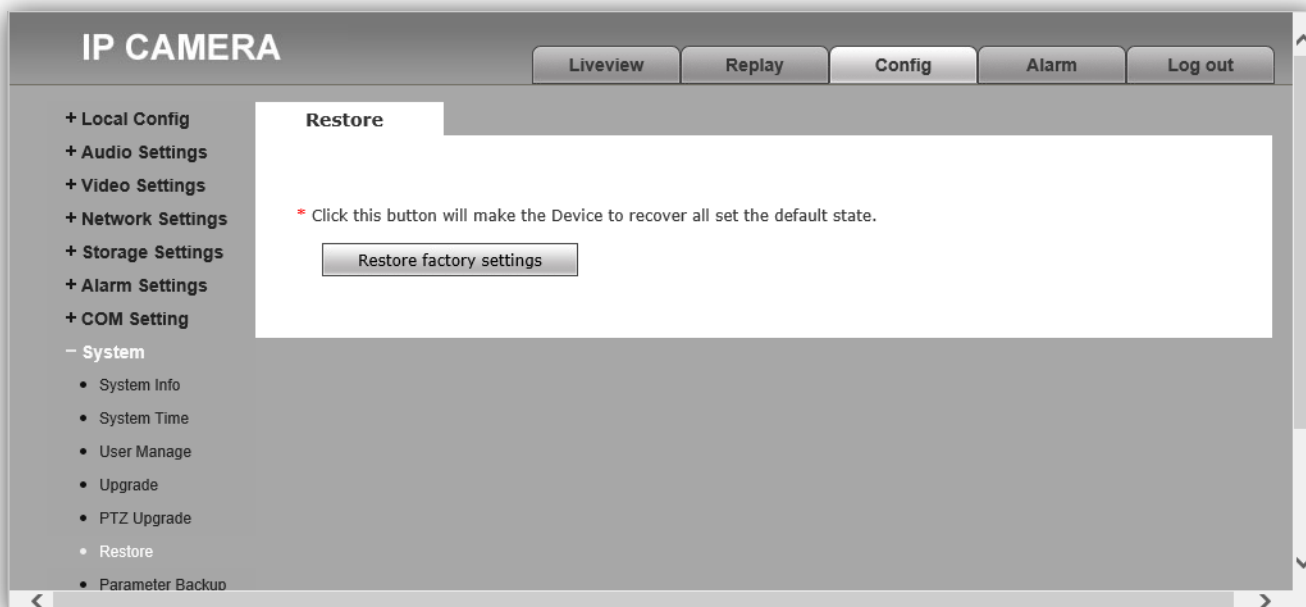 IP CAMERA
Liveview Replay Config Alarm Log out
+ Local Config
+ Audio Settings
+ Video Settings
+ Network Settings
+ Storage Settings
+ Alarm Settings
+ COM Setting
− System
• System Info
• System Time
• User Manage
• Upgrade
• PTZ Upgrade
• Restore
• Parameter Backup
Restore
* Click this button will make the Device to recover all set the default state.
Restore factory settings